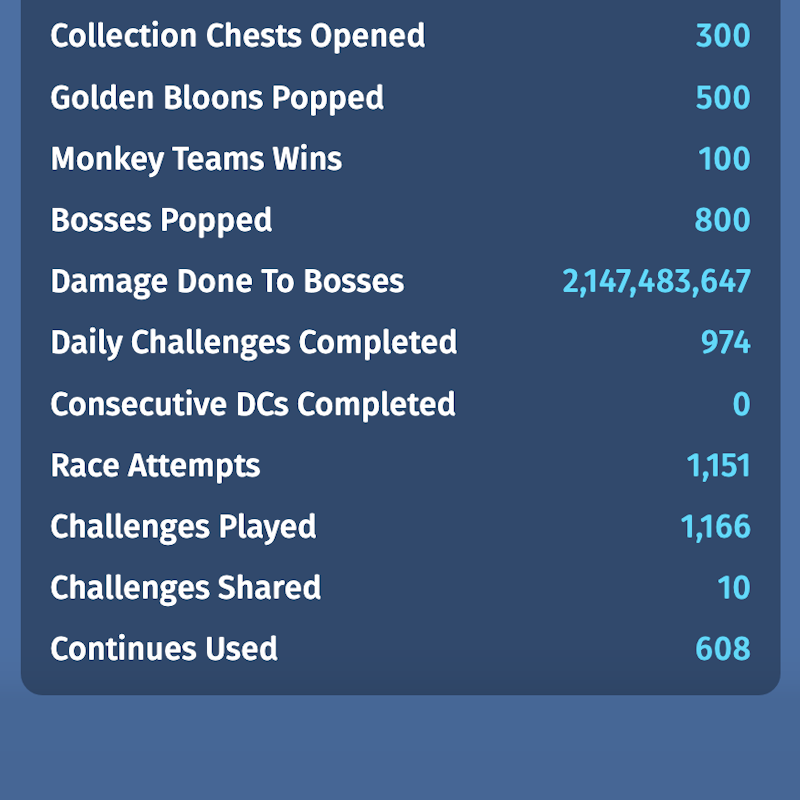 Collection Chests Opened 300
Golden Bloons Popped 500
Monkey Teams Wins 100
Bosses Popped 800
Damage Done To Bosses 2,147,483,647
Daily Challenges Completed 974
Consecutive DCs Completed 0
Race Attempts 1,151
Challenges Played 1,166
Challenges Shared 10
Continues Used 608